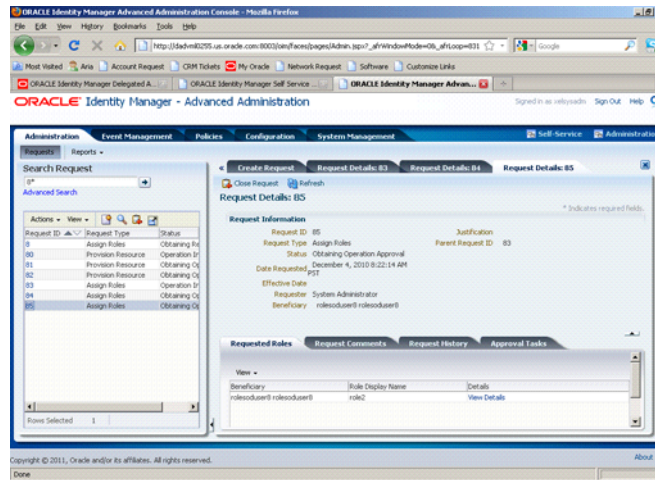 ORACLE Identity Manager Advanced Administration Console - Mozilla Firefox
File Edit View History Bookmarks Tools Help
http://dadvml0255.us.oracle.com:8003/oim/faces/pages/Admin.jspx?_afrWindowMode=0&_afrLoop=831 Google
Most Visited Aria Account Request CRM Tickets My Oracle Network Request Software Customize Links
ORACLE Identity Manager Delegated A... ORACLE Identity Manager Self Service ... ORACLE Identity Manager Advan...
ORACLE Identity Manager - Advanced Administration Signed in as Sign Out Help
Administration Event Management Policies Configuration System Management Self-Service Administratio
Requests Reports
Search Request
8*
Advanced Search
Actions View
Request ID Request Type Status
8 Assign Roles Obtaining Re
80 Provision Resource Operation In
81 Provision Resource Obtaining Op
82 Provision Resource Obtaining Op
83 Assign Roles Operation In
84 Assign Roles Obtaining Op
85 Assign Roles Obtaining Op
Rows Selected 1
« Create Request Request Details: 83 Request Details: 84 Request Details: 85
Close Request Refresh
Request Details: 85
* Indicates required fields.
Request Information
Request ID 85 Justification
Request Type Assign Roles Parent Request ID 83
Status Obtaining Operation Approval
Date Requested December 4, 2010 8:22:14 AM PST
Effective Date
Requester System Administrator
Beneficiary rolesoduser8 rolesoduser8
Requested Roles Request Comments Request History Approval Tasks
View
Beneficiary Role Display Name Details
rolesoduser8 rolesoduser8 role2 View Details
Copyright © 2011, Oracle and/or its affiliates. All rights reserved. About
Done